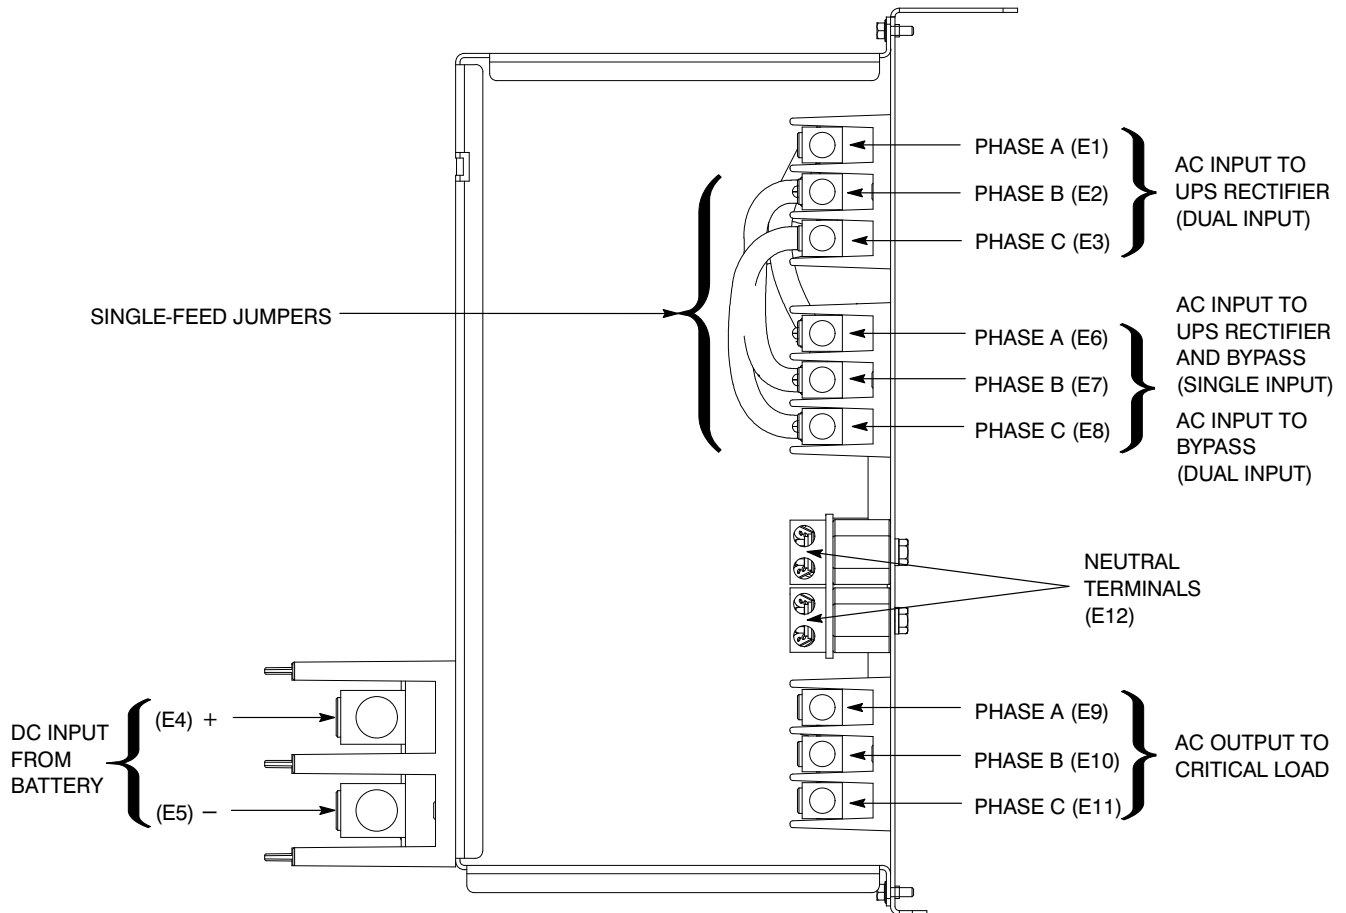 PHASE A (E1)
PHASE B (E2)
PHASE C (E3)
AC INPUT TO
UPS RECTIFIER
(DUAL INPUT)
SINGLE-FEED JUMPERS
PHASE A (E6)
PHASE B (E7)
PHASE C (E8)
AC INPUT TO
UPS RECTIFIER
AND BYPASS
(SINGLE INPUT)
AC INPUT TO
BYPASS
(DUAL INPUT)
NEUTRAL
TERMINALS
(E12)
DC INPUT
FROM
BATTERY
(E4) +
(E5) −
PHASE A (E9)
PHASE B (E10)
PHASE C (E11)
AC OUTPUT TO
CRITICAL LOAD